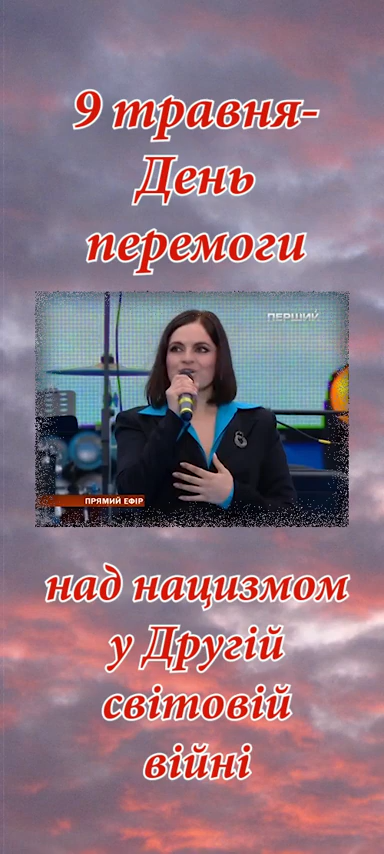 9 травня-
День
перемоги
ПЕРШИЙ
ПРЯМИЙ ЕФІР
над нацизмом
у Другій
світовій
війні